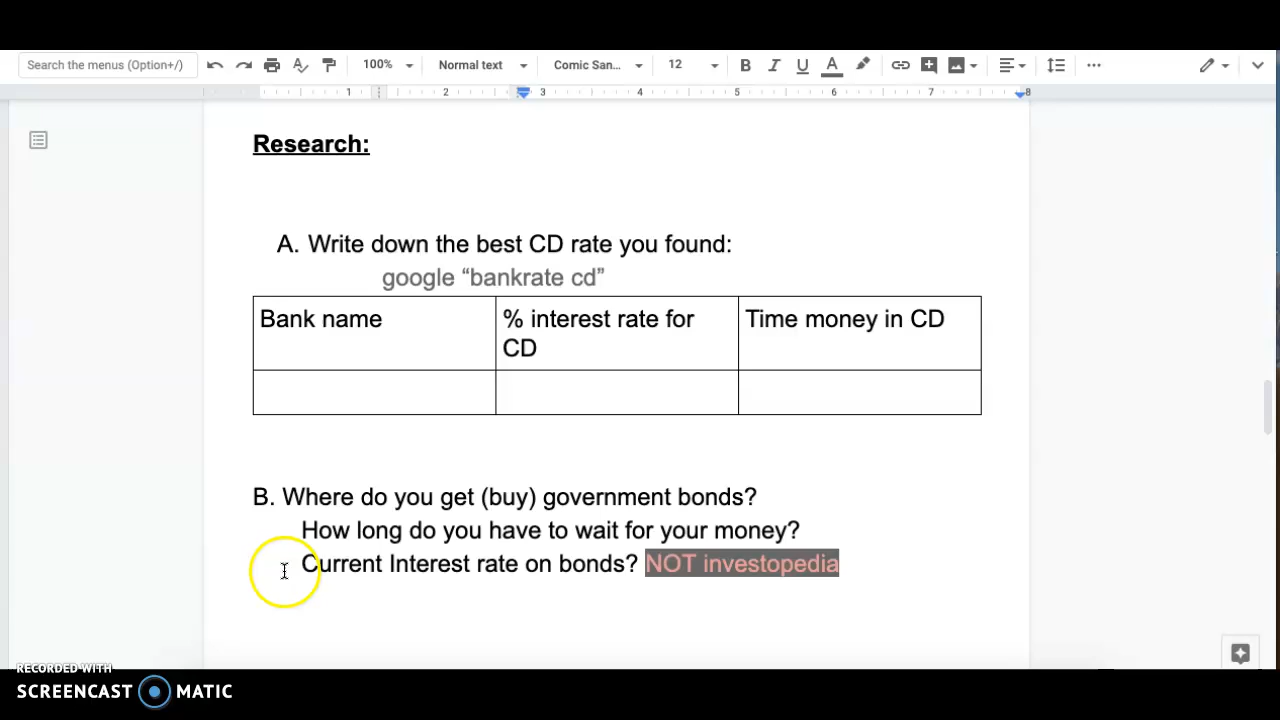 Search the menus (Option+/) 100% Normal text Comic San... 12 B I U A ...
1 2 3 4 5 6 7 8
Research:
A. Write down the best CD rate you found:
google “bankrate cd”
Bank name % interest rate for CD Time money in CD
B. Where do you get (buy) government bonds?
How long do you have to wait for your money?
Current Interest rate on bonds? NOT investopedia
RECORDED WITH
SCREENCAST MATIC